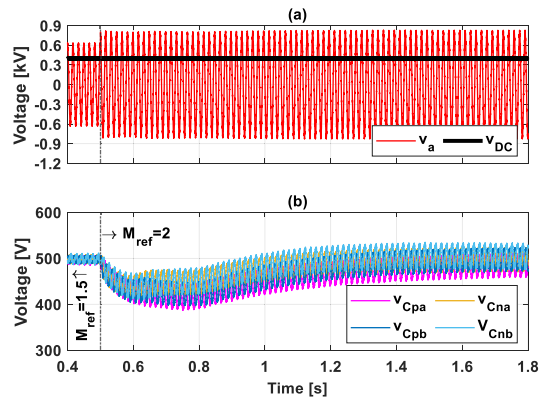 (a)
0.9
0.6
0.3
0
-0.3
-0.6
-0.9
-1.2
Voltage [kV]
v_a v_DC
(b)
600
500
400
300
Voltage [V]
→ M_ref=2
M_ref=1.5↑
v_Cpa v_Cna
v_Cpb V_Cnb
0.4 0.6 0.8 1 1.2 1.4 1.6 1.8
Time [s]